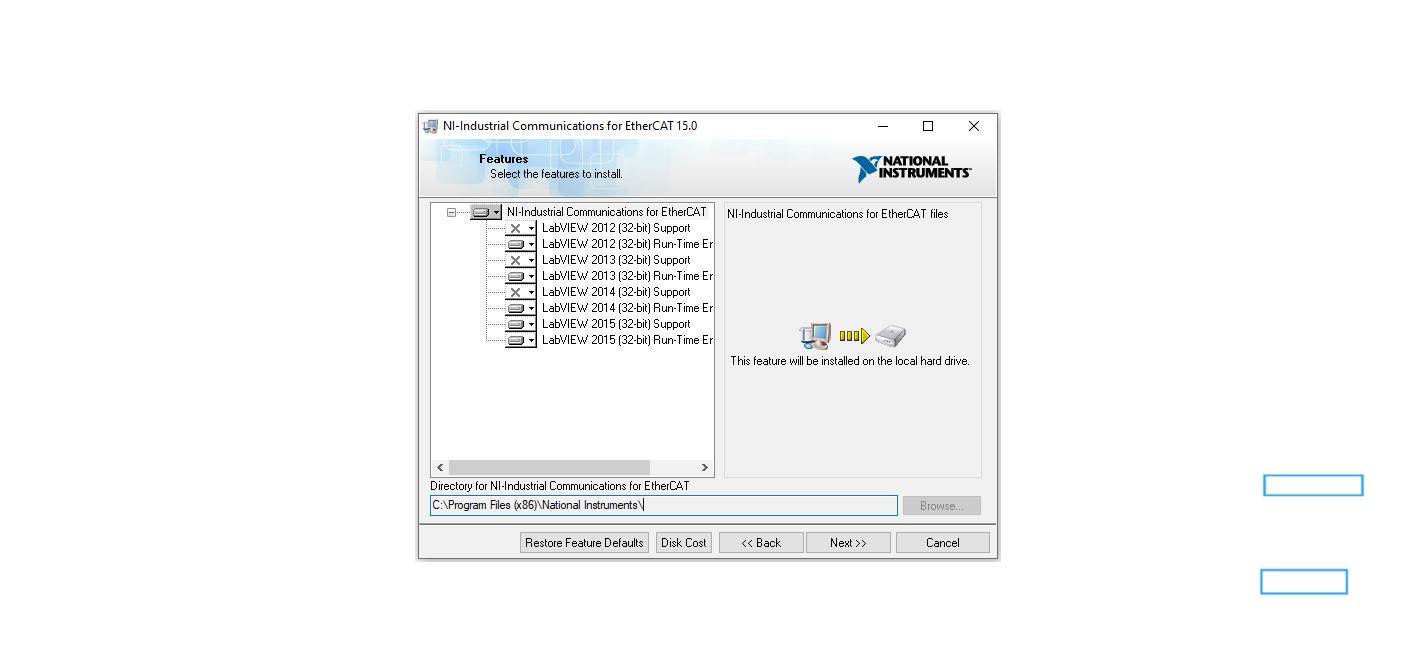 NI-Industrial Communications for EtherCAT 15.0
Features
Select the features to install.
NATIONAL
INSTRUMENTS™
NI-Industrial Communications for EtherCAT
LabVIEW 2012 (32-bit) Support
LabVIEW 2012 (32-bit) Run-Time Er
LabVIEW 2013 (32-bit) Support
LabVIEW 2013 (32-bit) Run-Time Er
LabVIEW 2014 (32-bit) Support
LabVIEW 2014 (32-bit) Run-Time Er
LabVIEW 2015 (32-bit) Support
LabVIEW 2015 (32-bit) Run-Time Er
NI-Industrial Communications for EtherCAT files
This feature will be installed on the local hard drive.
Directory for NI-Industrial Communications for EtherCAT
C:\Program Files (x86)\National Instruments\
Browse...
Restore Feature Defaults
Disk Cost
<< Back
Next >>
Cancel